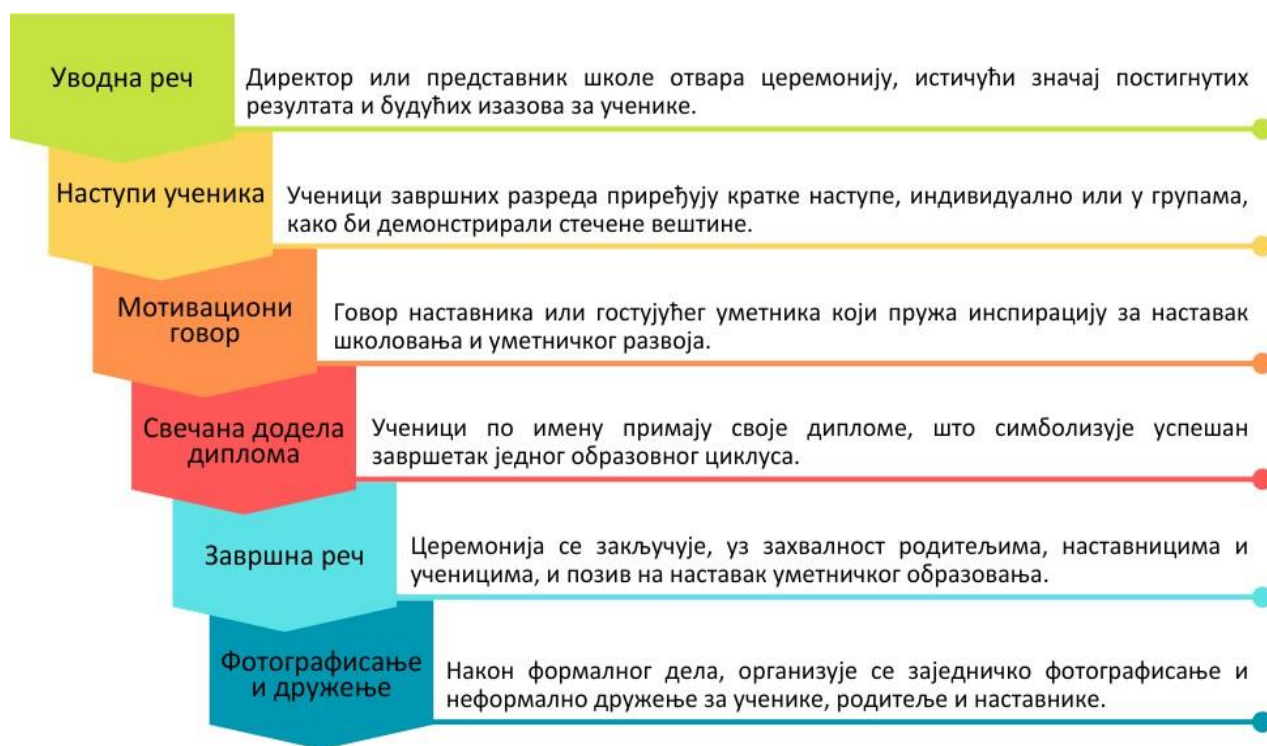 Уводна реч
Директор или представник школе отвара церемонију, истичући значај постигнутих
резултата и будућих изазова за ученике.
Наступи ученика
Ученици завршних разреда приређују кратке наступе, индивидуално или у групама,
како би демонстрирали стечене вештине.
Мотивациони
говор
Говор наставника или гостујућег уметника који пружа инспирацију за наставак
школовања и уметничког развоја.
Свечана додела
диплома
Ученици по имену примају своје дипломе, што симболизује успешан
завршетак једног образовног циклуса.
Завршна реч
Церемонија се закључује, уз захвалност родитељима, наставницима и
ученицима, и позив на наставак уметничког образовања.
Фотографисање
и дружење
Након формалног дела, организује се заједничко фотографисање и
неформално дружење за ученике, родитеље и наставнике.